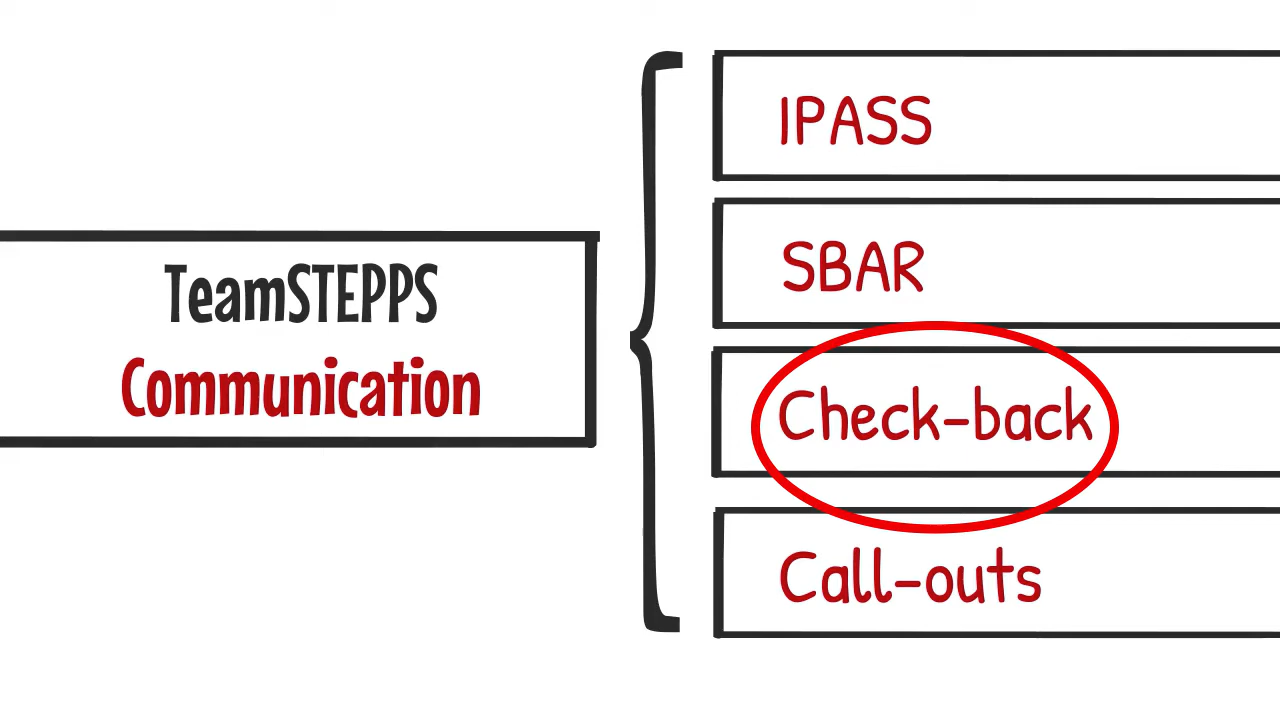 TeamSTEPPS
Communication
IPASS
SBAR
Check-back
Call-outs